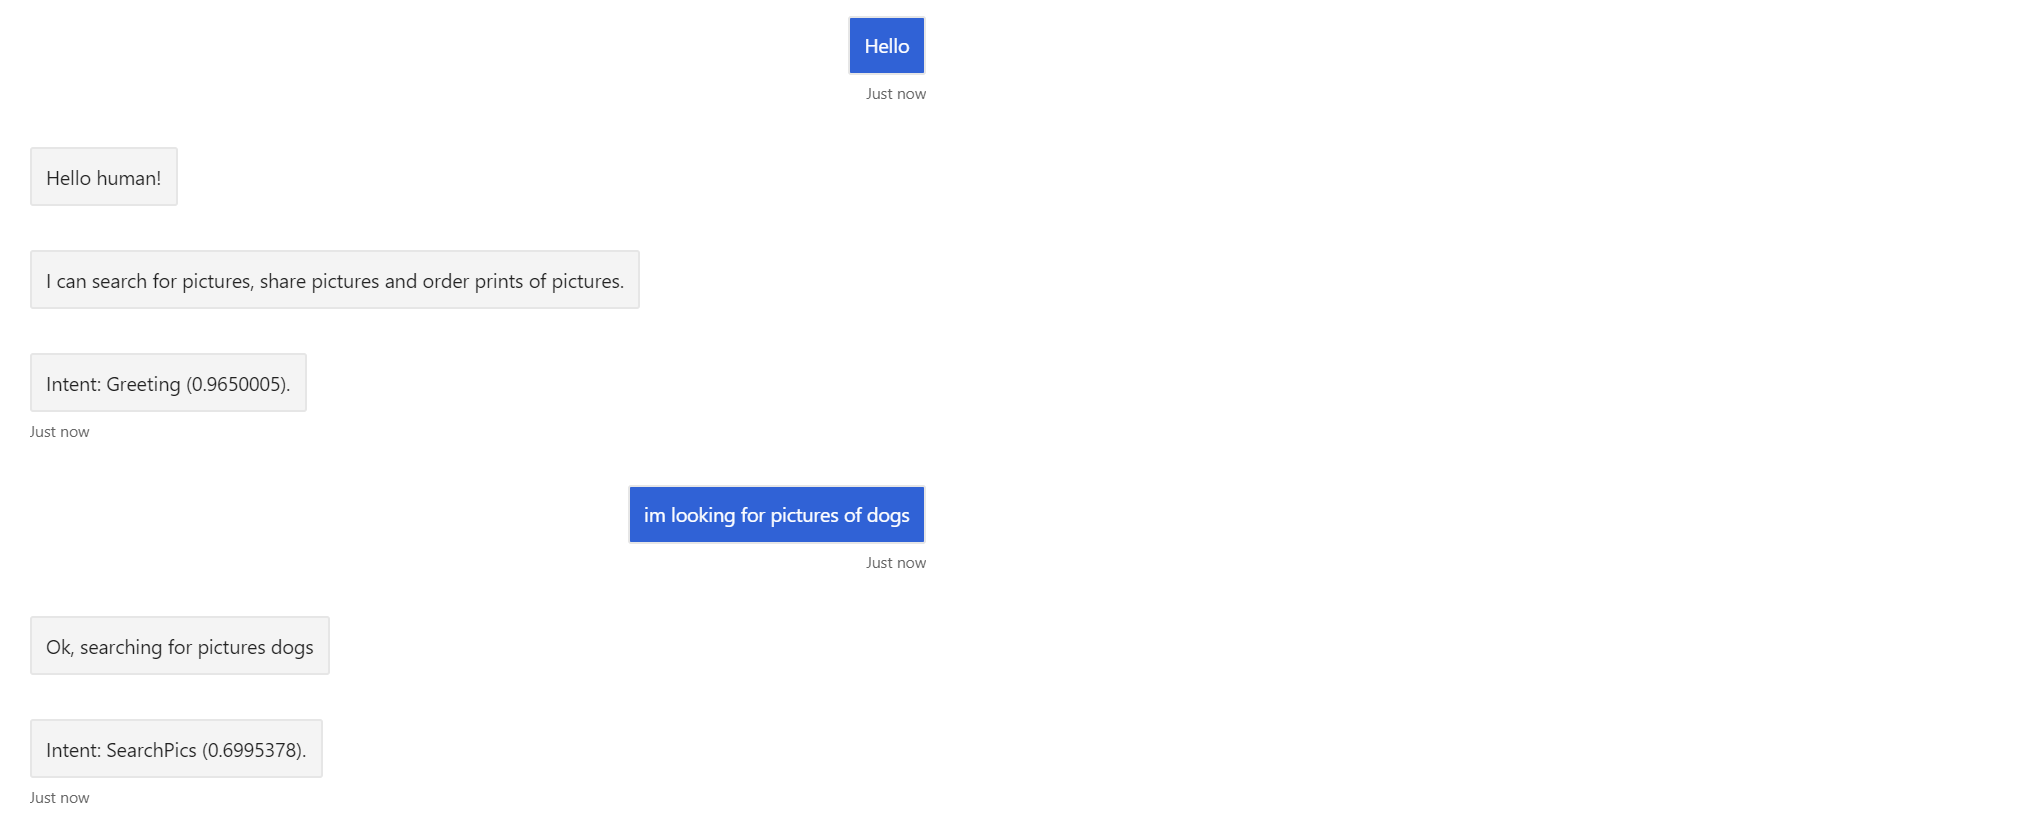 Hello
Just now
Hello human!
I can search for pictures, share pictures and order prints of pictures.
Intent: Greeting (0.9650005).
Just now
im looking for pictures of dogs
Just now
Ok, searching for pictures dogs
Intent: SearchPics (0.6995378).
Just now